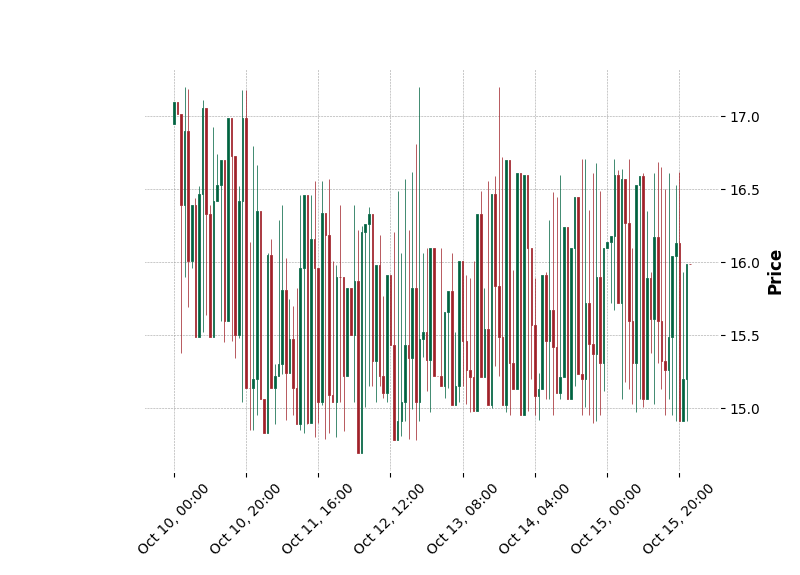 17.0
16.5
16.0
15.5
15.0
Price
Oct 10, 00:00
Oct 10, 20:00
Oct 11, 16:00
Oct 12, 12:00
Oct 13, 08:00
Oct 14, 04:00
Oct 15, 00:00
Oct 15, 20:00